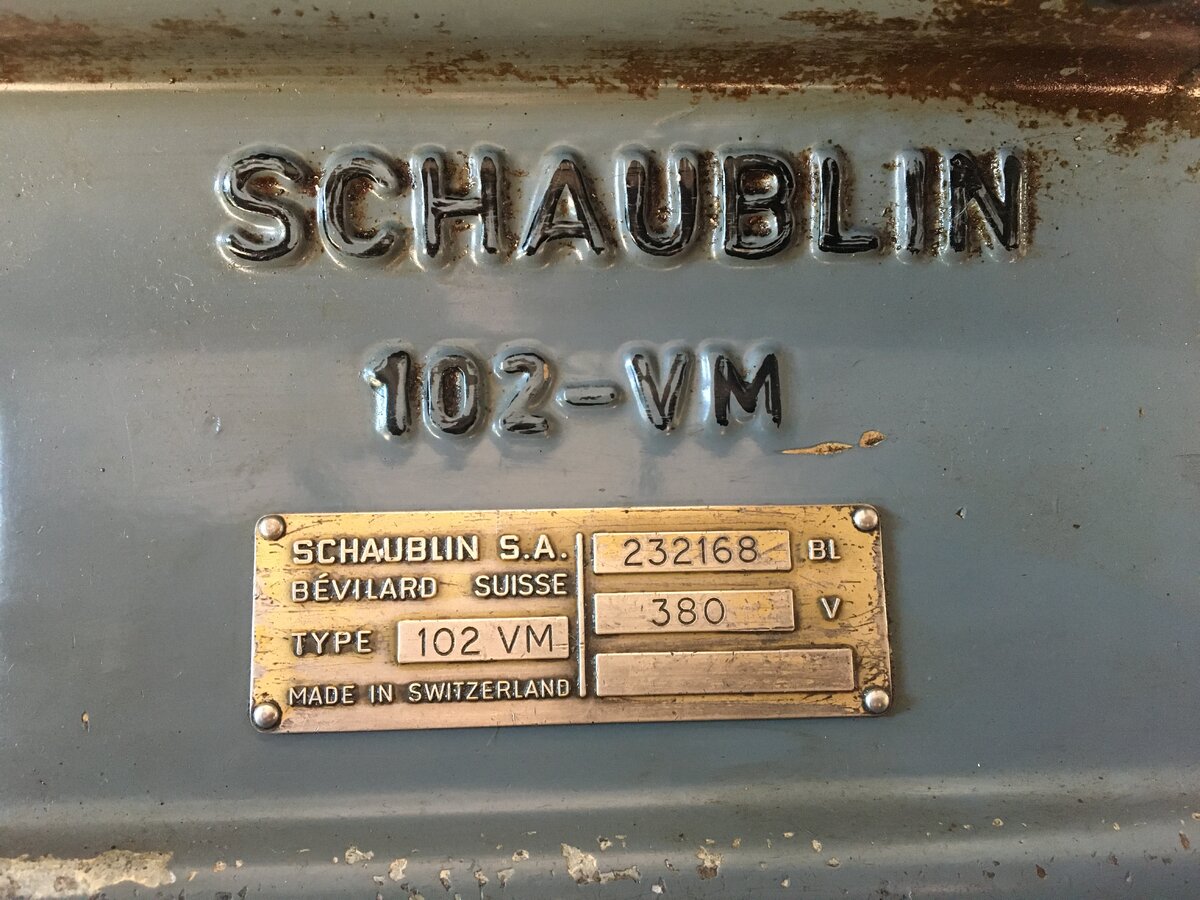 SCHAUBLIN
102-VM
SCHAUBLIN S.A.
BÉVILARD SUISSE
TYPE 102 VM
MADE IN SWITZERLAND
232168 BL
380 V